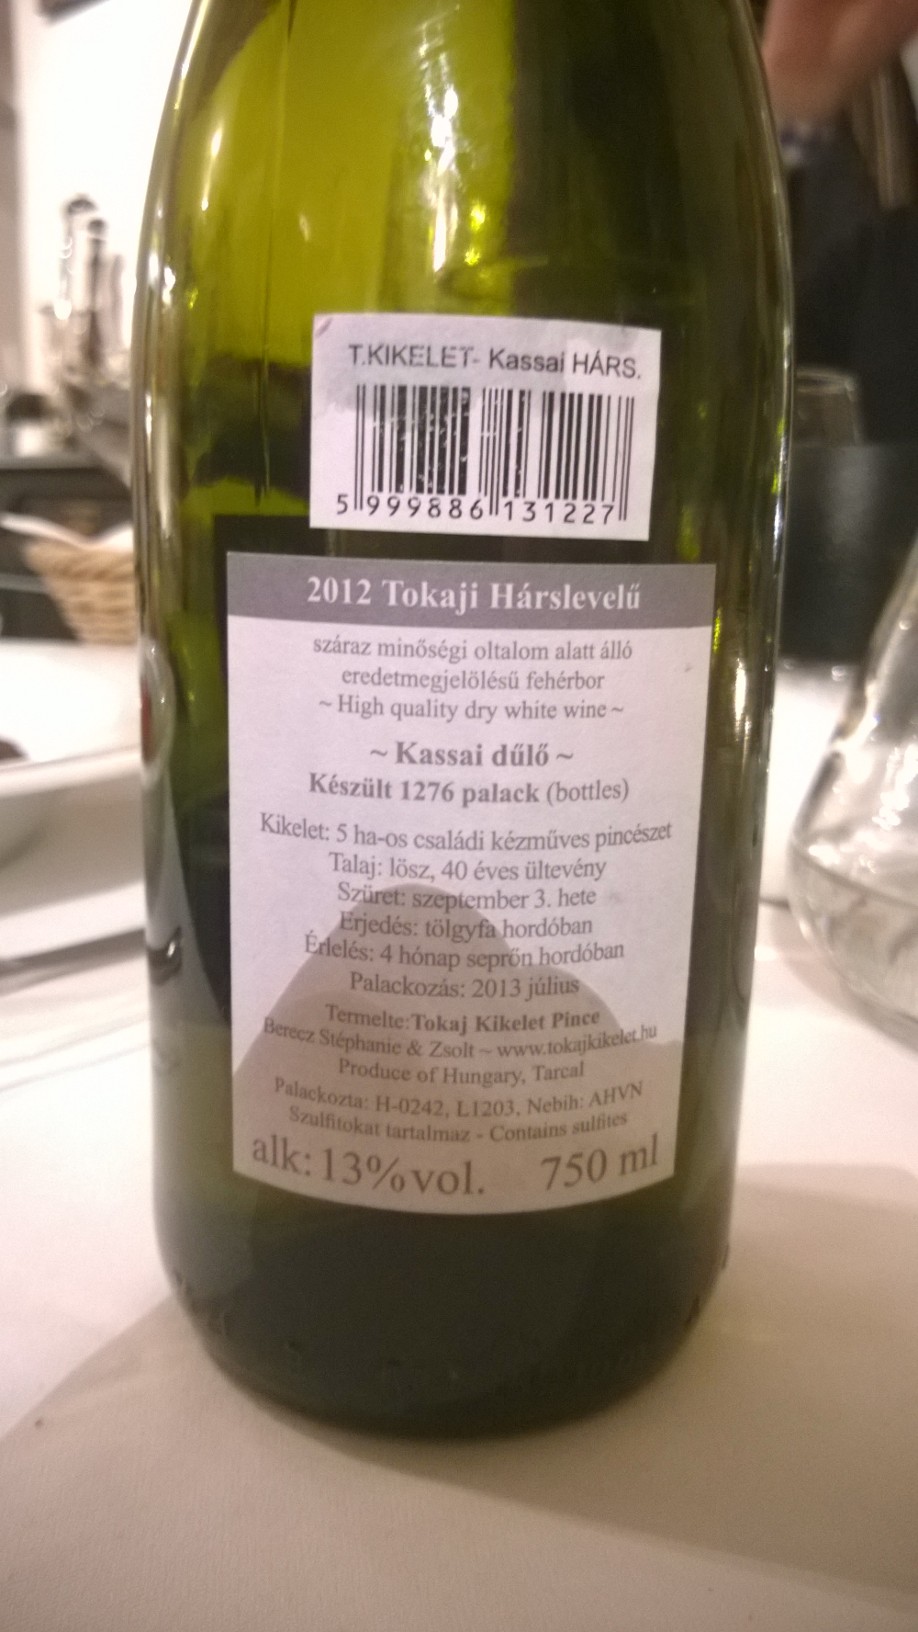 T.KIKELET- Kassai HÁRS.
5 999886 131227
2012 Tokaji Hárslevelű
száraz minőségi oltalom alatt álló
eredetmegjelölésű fehérbor
~ High quality dry white wine ~
~ Kassai dűlő ~
Készült 1276 palack (bottles)
Kikelet: 5 ha-os családi kézműves pincészet
Talaj: lösz, 40 éves ültevény
Szüret: szeptember 3. hete
Erjedés: tölgyfa hordóban
Érlelés: 4 hónap seprőn hordóban
Palackozás: 2013 július
Termelte:Tokaj Kikelet Pince
Berecz Stéphanie & Zsolt ~ www.tokajkikelet.hu
Produce of Hungary, Tarcal
Palackozta: H-0242, L1203, Nebih: AHVN
Szulfitokat tartalmaz - Contains sulfites
alk: 13%vol. 750 ml